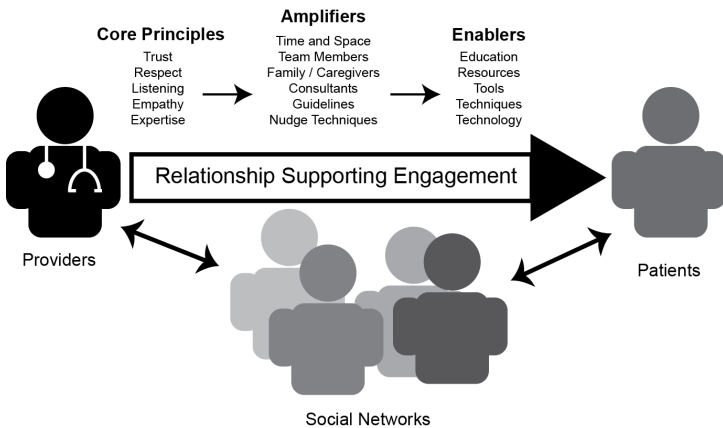 Core Principles
Trust
Respect
Listening
Empathy
Expertise
Amplifiers
Time and Space
Team Members
Family / Caregivers
Consultants
Guidelines
Nudge Techniques
Enablers
Education
Resources
Tools
Techniques
Technology
Relationship Supporting Engagement
Providers
Patients
Social Networks